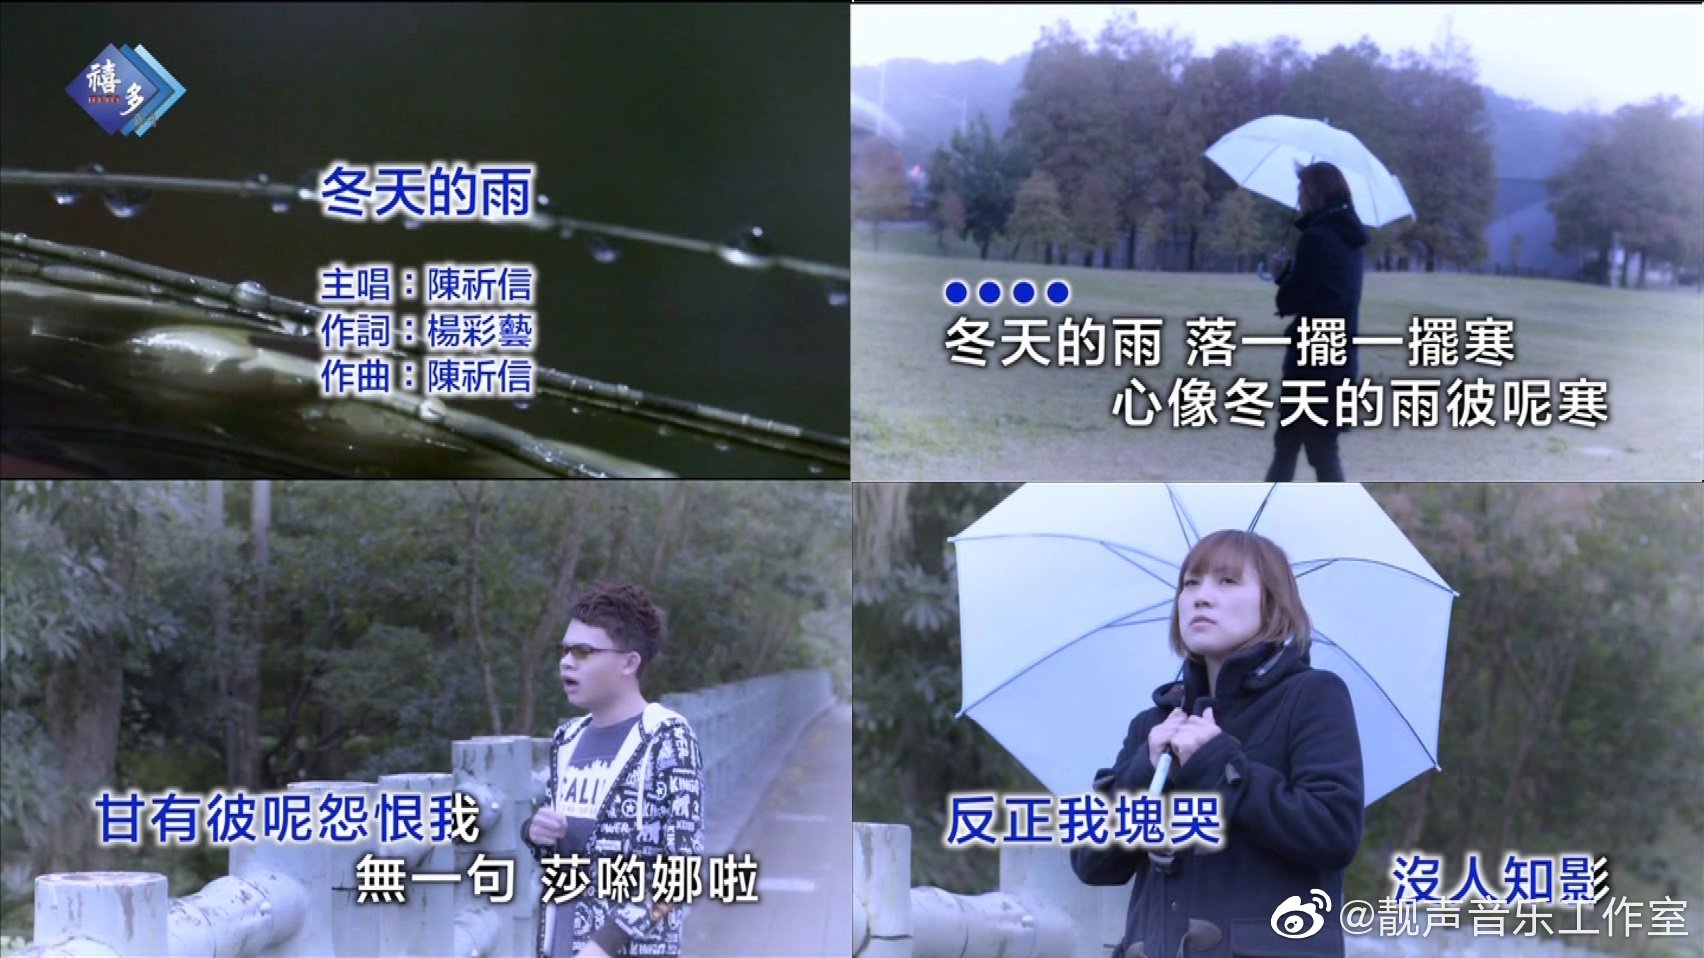 禧多
冬天的雨
主唱：陳祈信
作詞：楊彩藝
作曲：陳祈信
冬天的雨 落一擺一擺寒
心像冬天的雨彼呢寒
甘有彼呢怨恨我
無一句 莎喲娜啦
CALI
KING
反正我塊哭
沒人知影
@靓声音乐工作室